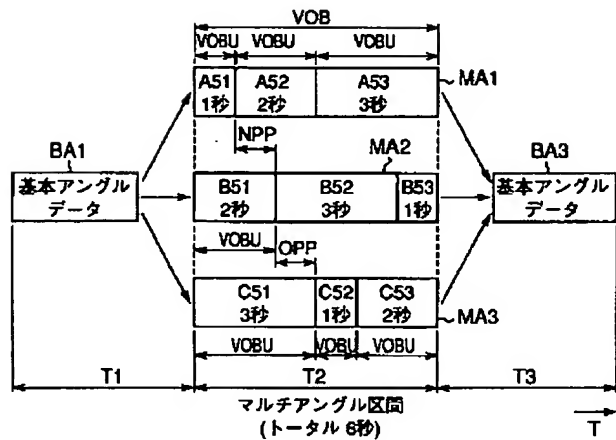 VOB
VOBU VOBU VOBU
A51 A52 A53
1秒 2秒 3秒
MA1
NPP
BA1
MA2
BA3
基本アングル
データ
B51 B52 B53
2秒 3秒 1秒
基本アングル
データ
VOBU
OPP
C51 C52 C53
3秒 1秒 2秒
MA3
VOBU VOBU VOBU
T1 T2 T3
マルチアングル区間
(トータル 6秒)
T